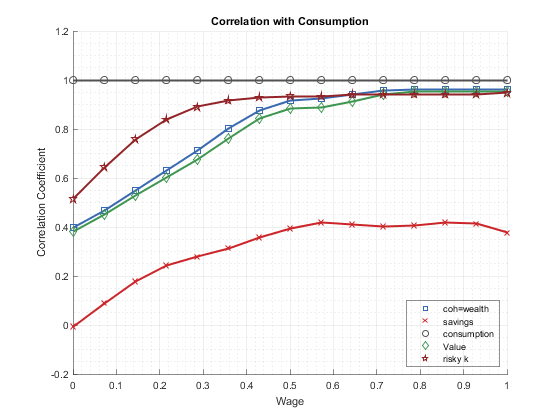 Correlation with Consumption
1.2
1
0.8
0.6
0.4
0.2
0
-0.2
Correlation Coefficient
0 0.1 0.2 0.3 0.4 0.5 0.6 0.7 0.8 0.9 1
Wage
coh=wealth
savings
consumption
Value
risky k